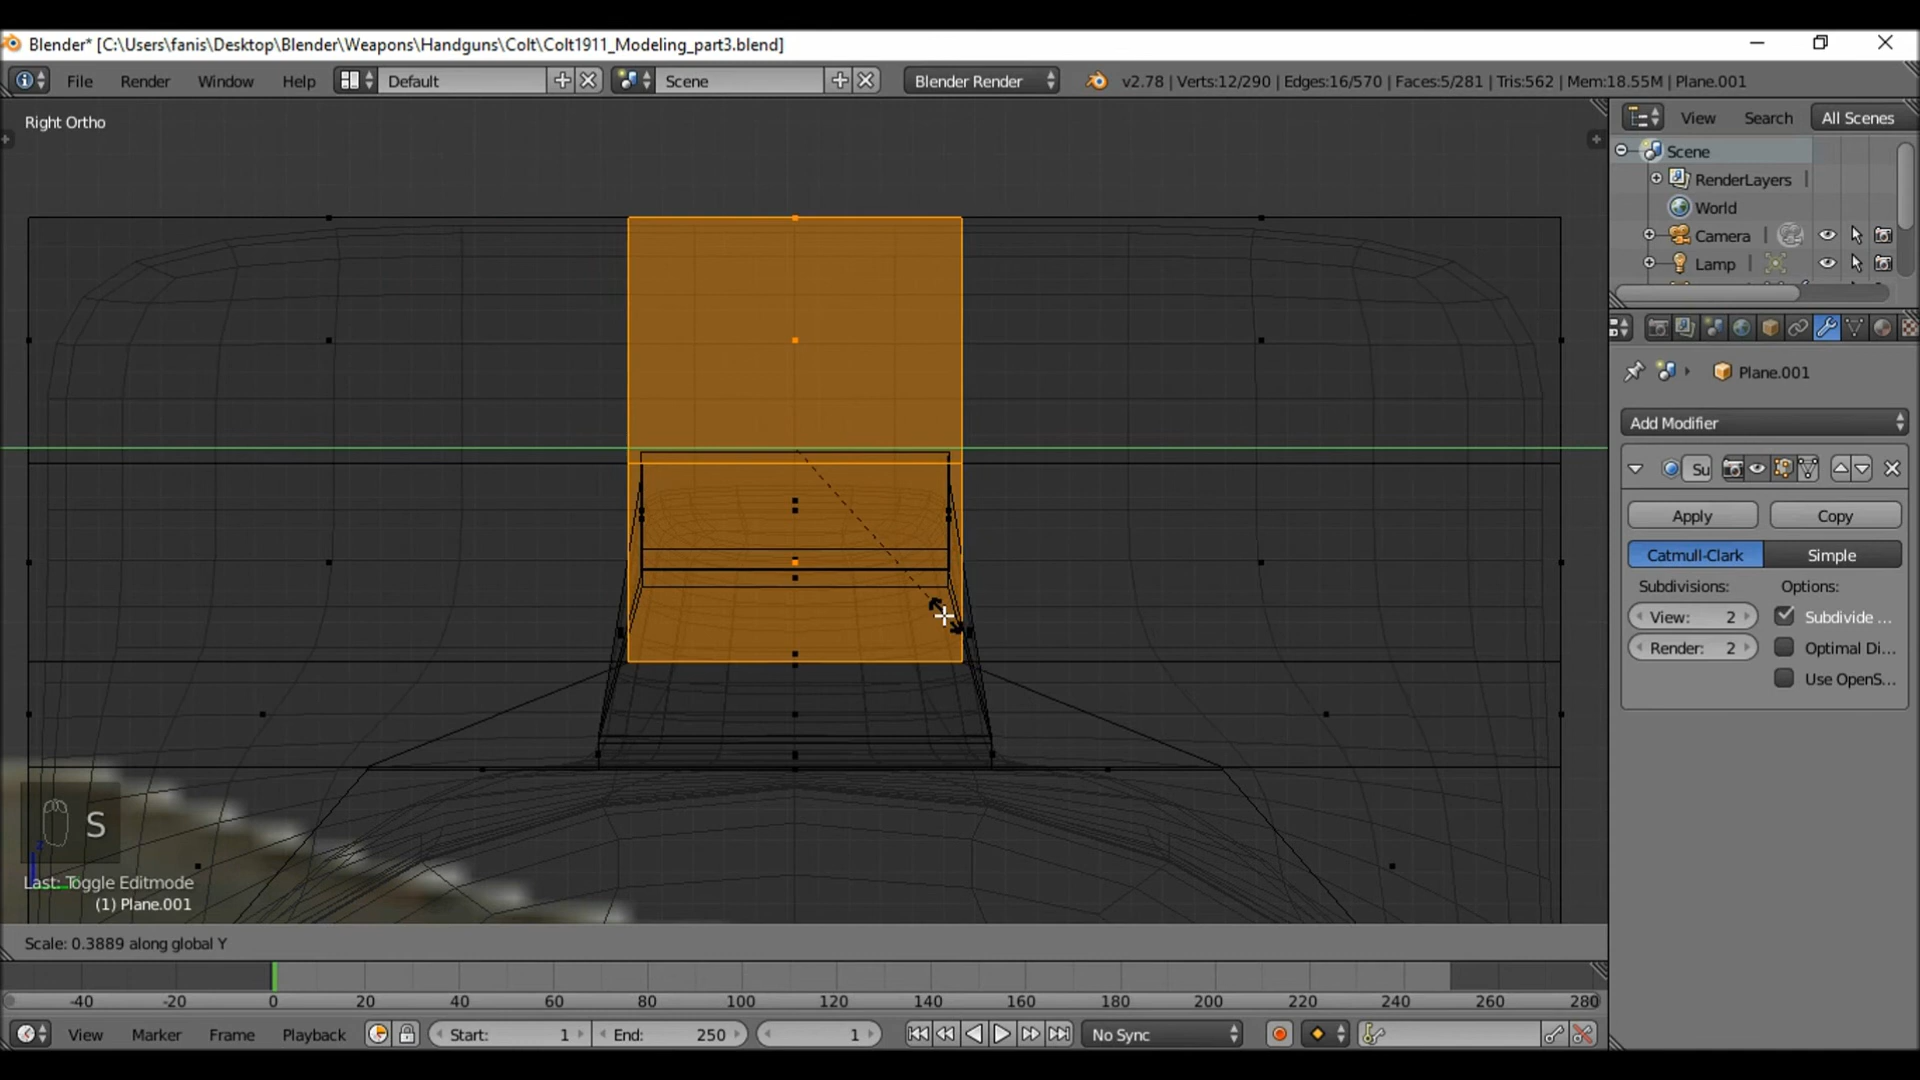 Blender* [C:\Users\fanis\Desktop\Blender\Weapons\Handguns\Colt\Colt1911_Modeling_part3.blend]
File Render Window Help Default Scene Blender Render v2.78 | Verts:12/290 | Edges:16/570 | Faces:5/281 | Tris:562 | Mem:18.55M | Plane.001
Right Ortho
View Search All Scenes
Scene
RenderLayers
World
Camera
Lamp
Plane.001
Add Modifier
Su
Apply Copy
Catmull-Clark Simple
Subdivisions: Options:
View: 2 Subdivide ...
Render: 2 Optimal Di...
Use OpenS...
S
Last: Toggle Editmode
(1) Plane.001
Scale: 0.3889 along global Y
-40 -20 0 20 40 60 80 100 120 140 160 180 200 220 240 260 280
View Marker Frame Playback Start: 1 End: 250 1 No Sync